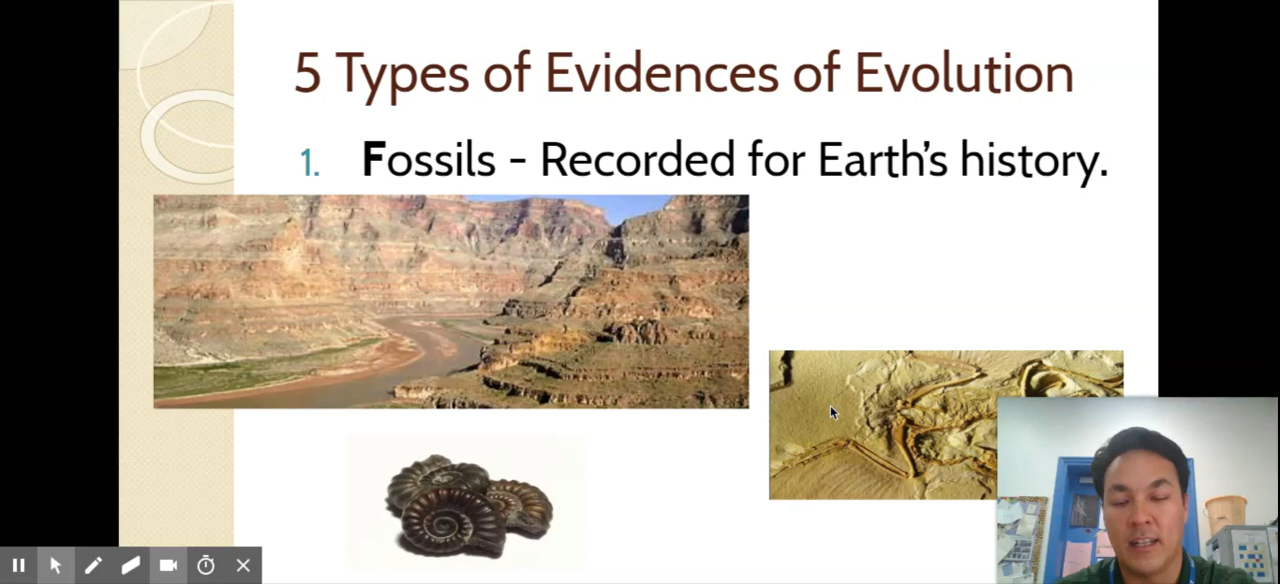 5 Types of Evidences of Evolution
1. Fossils - Recorded for Earth's history.